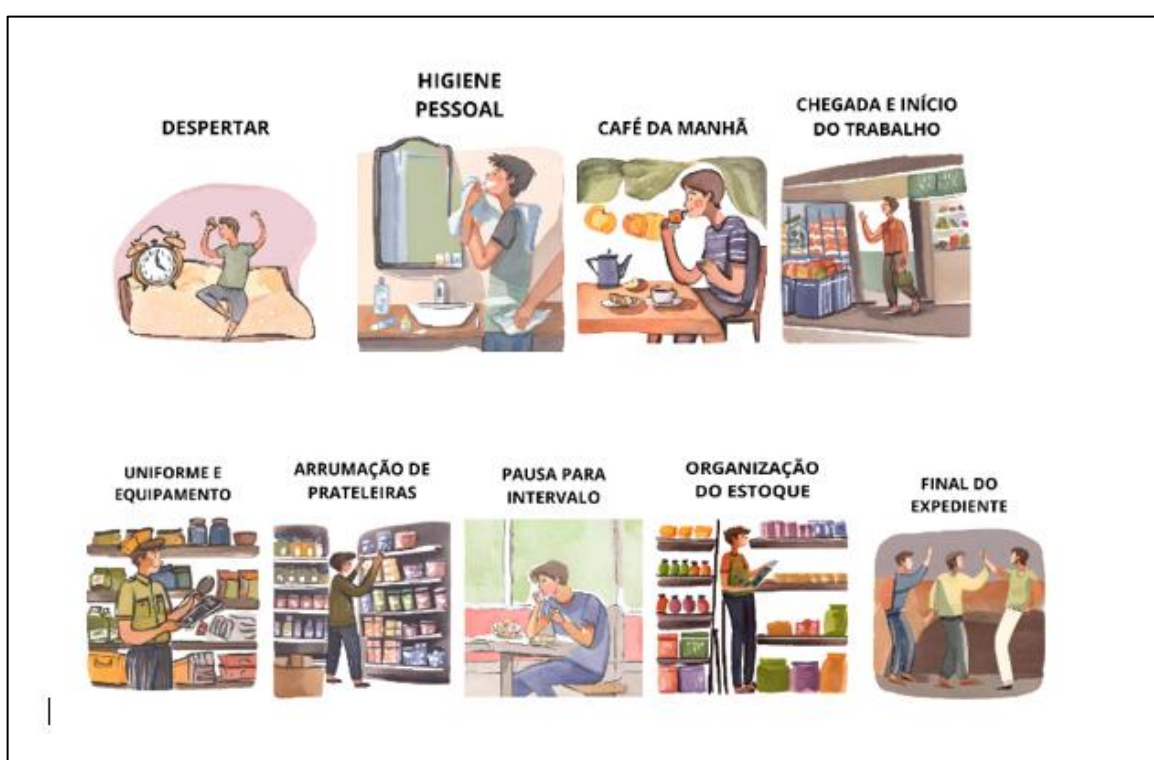 DESPERTAR
HIGIENE
PESSOAL
CAFÉ DA MANHÃ
CHEGADA E INÍCIO
DO TRABALHO
UNIFORME E
EQUIPAMENTO
ARRUMAÇÃO DE
PRATELEIRAS
PAUSA PARA
INTERVALO
ORGANIZAÇÃO
DO ESTOQUE
FINAL DO
EXPEDIENTE